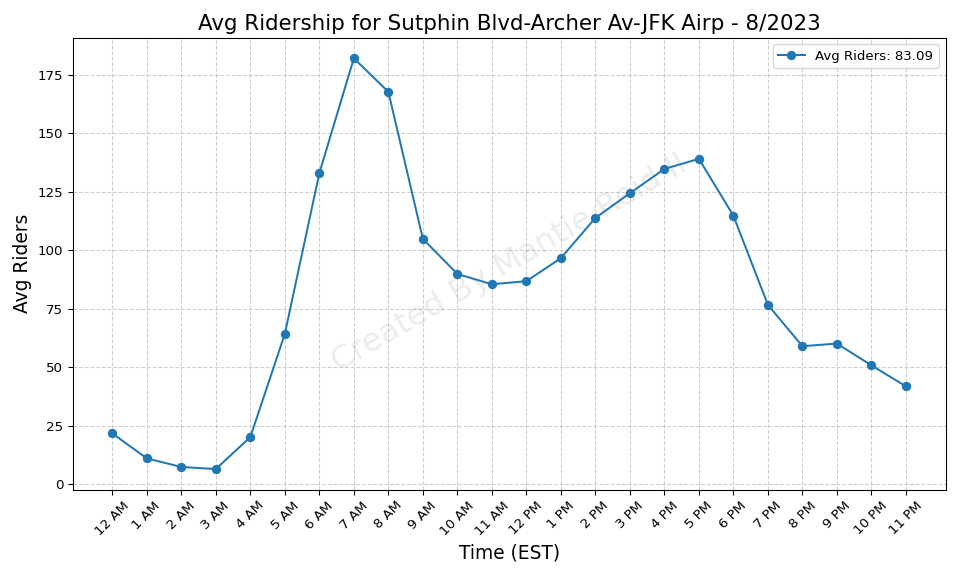 Avg Ridership for Sutphin Blvd-Archer Av-JFK Airp - 8/2023
Avg Riders: 83.09
Avg Riders
175
150
125
100
75
50
25
0
Created By Mantle Reid II
12 AM
1 AM
2 AM
3 AM
4 AM
5 AM
6 AM
7 AM
8 AM
9 AM
10 AM
11 AM
12 PM
1 PM
2 PM
3 PM
4 PM
5 PM
6 PM
7 PM
8 PM
9 PM
10 PM
11 PM
Time (EST)